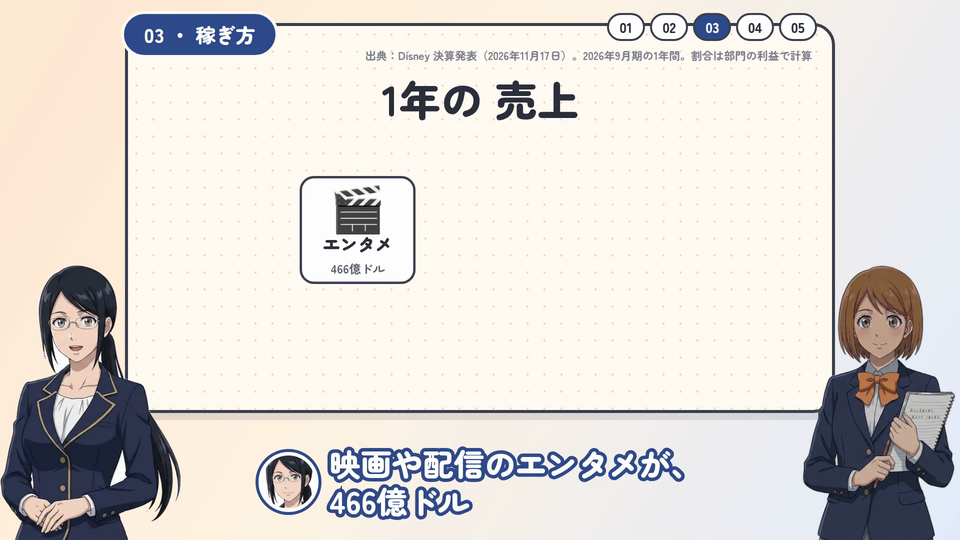 03・稼ぎ方
01 02 03 04 05
出典：Disney 決算発表（2026年11月17日）。2026年9月期の1年間。割合は部門の利益で計算
1年の 売上
エンタメ
466億ドル
映画や配信のエンタメが、
466億ドル